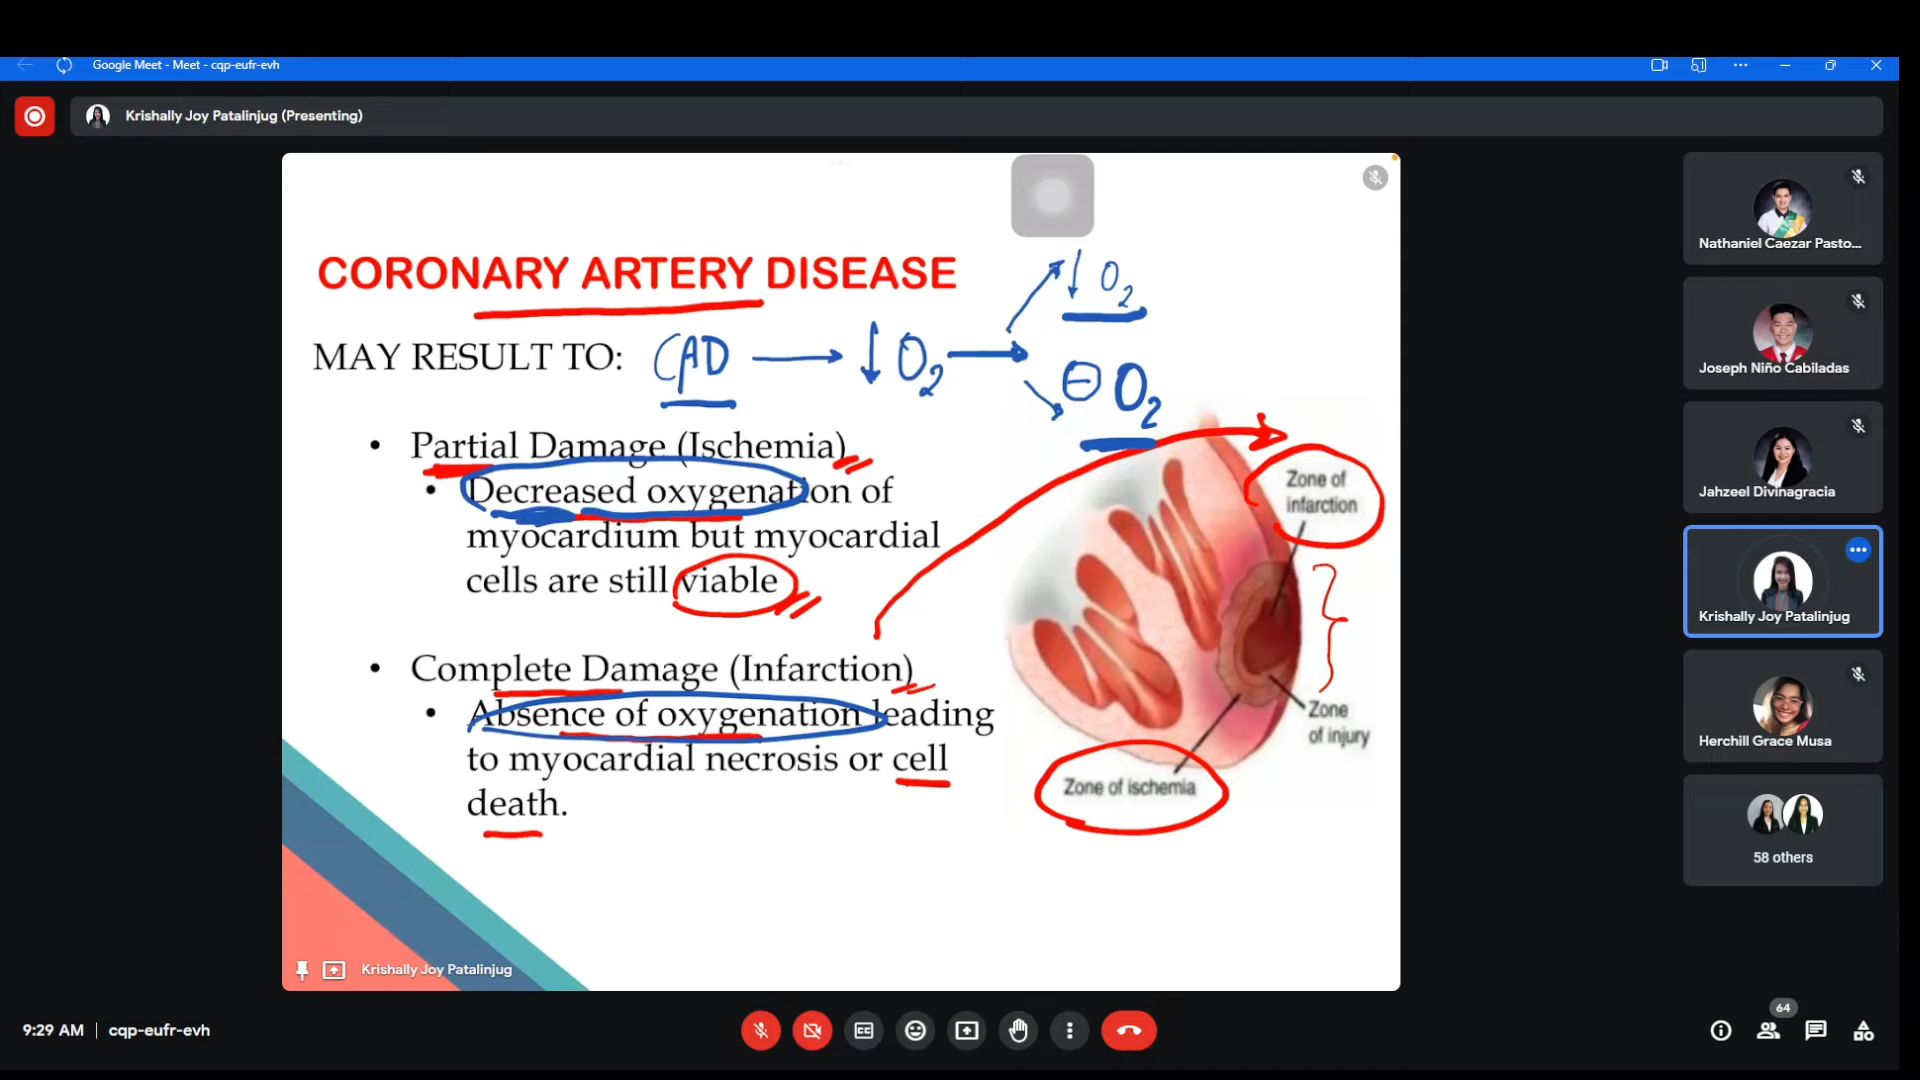 Google Meet - Meet - cqp-eufr-evh
Krishally Joy Patalinjug (Presenting)
CORONARY ARTERY DISEASE
↓ O2
MAY RESULT TO: CAD → ↓ O2 →
⊖ O2
• Partial Damage (Ischemia)
• Decreased oxygenation of
myocardium but myocardial
cells are still viable
• Complete Damage (Infarction)
• Absence of oxygenation leading
to myocardial necrosis or cell
death.
Zone of
infarction
Zone
of injury
Zone of ischemia
Krishally Joy Patalinjug
Nathaniel Caezar Pasto...
Joseph Niño Cabiladas
Jahzeel Divinagracia
Krishally Joy Patalinjug
Herchill Grace Musa
58 others
9:29 AM | cqp-eufr-evh
CC
64